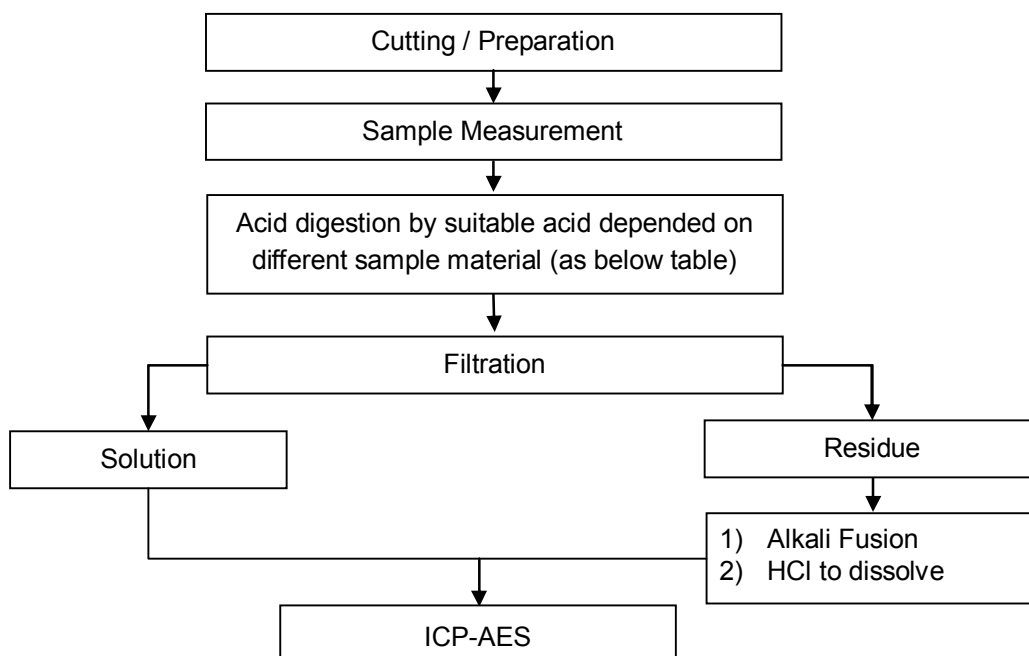 Cutting / Preparation
Sample Measurement
Acid digestion by suitable acid depended on
different sample material (as below table)
Filtration
Solution
Residue
1) Alkali Fusion
2) HCl to dissolve
ICP-AES